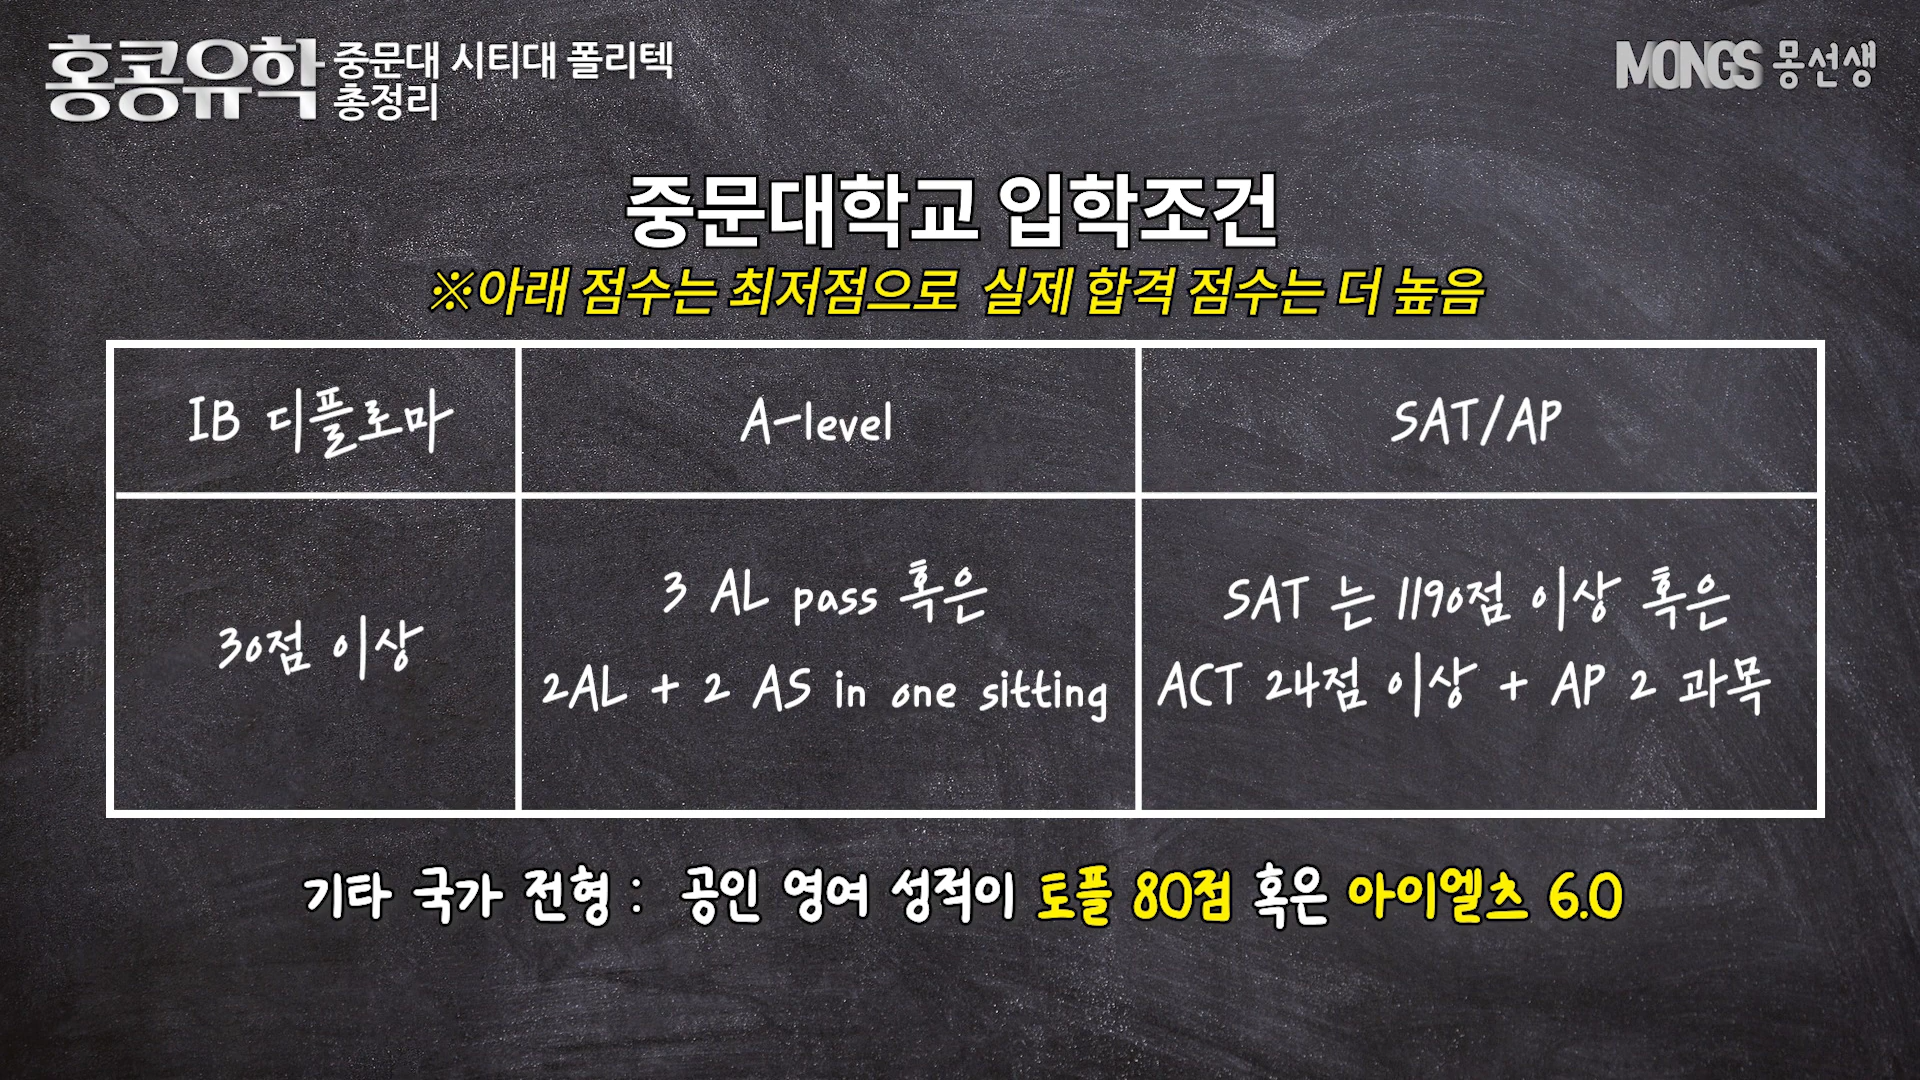 홍콩유학 중문대 시티대 폴리텍
총정리
MONGS 몽선생
중문대학교 입학조건
※아래 점수는 최저점으로 실제 합격 점수는 더 높음
IB 디플로마
A-level
SAT/AP
30점 이상
3 AL pass 혹은
2AL + 2 AS in one sitting
SAT 는 1190점 이상 혹은
ACT 24점 이상 + AP 2 과목
기타 국가 전형 : 공인 영여 성적이 토플 80점 혹은 아이엘츠 6.0